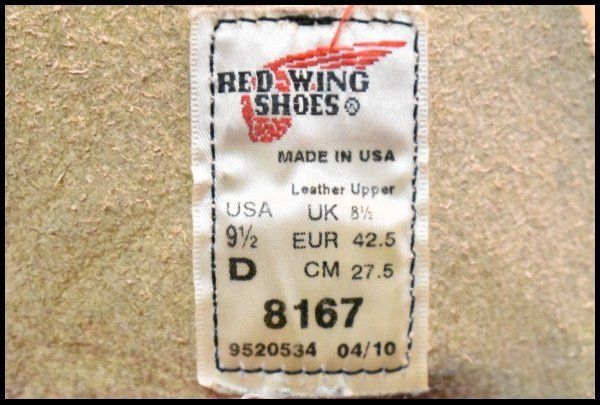 RED WING
SHOES ®
MADE IN USA
Leather Upper
USA UK 8½
9½ EUR 42.5
D CM 27.5
8167
9520534 04/10